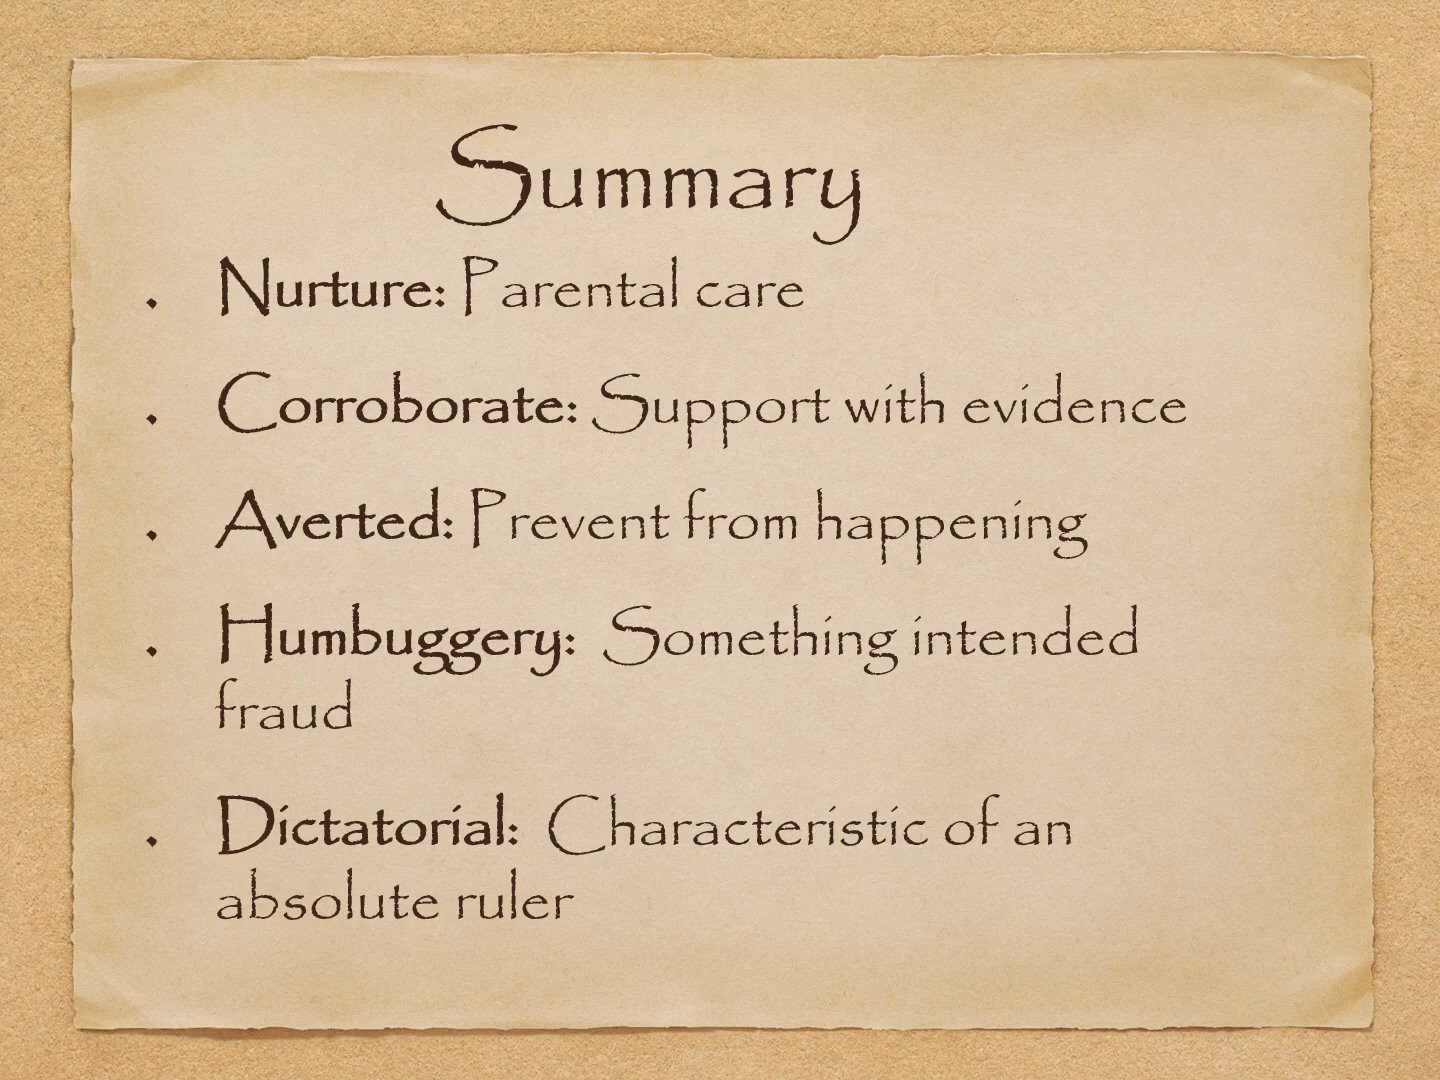 Summary
Nurture: Parental care
Corroborate: Support with evidence
Averted: Prevent from happening
Humbuggery: Something intended
fraud
Dictatorial: Characteristic of an
absolute ruler